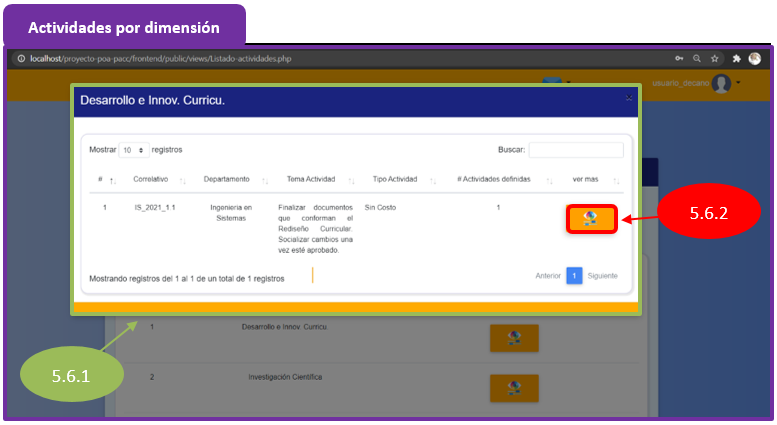 Actividades por dimensión
localhost/proyecto-poa-pacc/frontend/public/views/Listado-actividades.php
usuario_decano
Desarrollo e Innov. Curricu.
Mostrar 10 registros Buscar:
# Correlativo Departamento Tema Actividad Tipo Actividad # Actividades definidas ver mas
1 IS_2021_1.1 Ingenieria en Finalizar documentos Sin Costo 1
Sistemas que conforman el
Rediseño Curricular.
Socializar cambios una
vez esté aprobado.
5.6.2
Mostrando registros del 1 al 1 de un total de 1 registros Anterior 1 Siguiente
1 Desarrollo e Innov. Curricu.
5.6.1
2 Investigación Científica